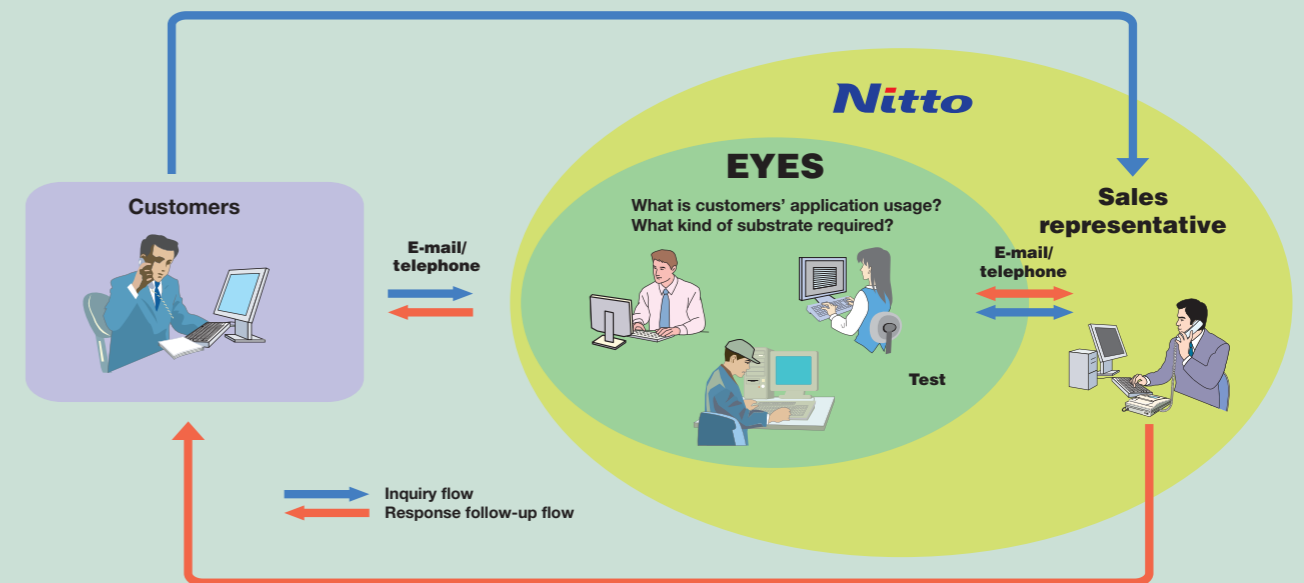 Nitto
EYES
What is customers' application usage?
What kind of substrate required?
Customers
Sales
representative
E-mail/
telephone
E-mail/
telephone
Test
Inquiry flow
Response follow-up flow